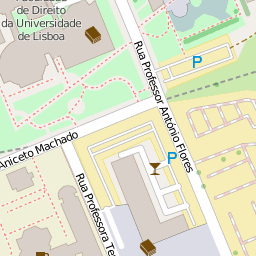 de Direito
da Universidade
de Lisboa
Rua Professor António Flores
P
Aniceto Machado
P
Rua Professora Te